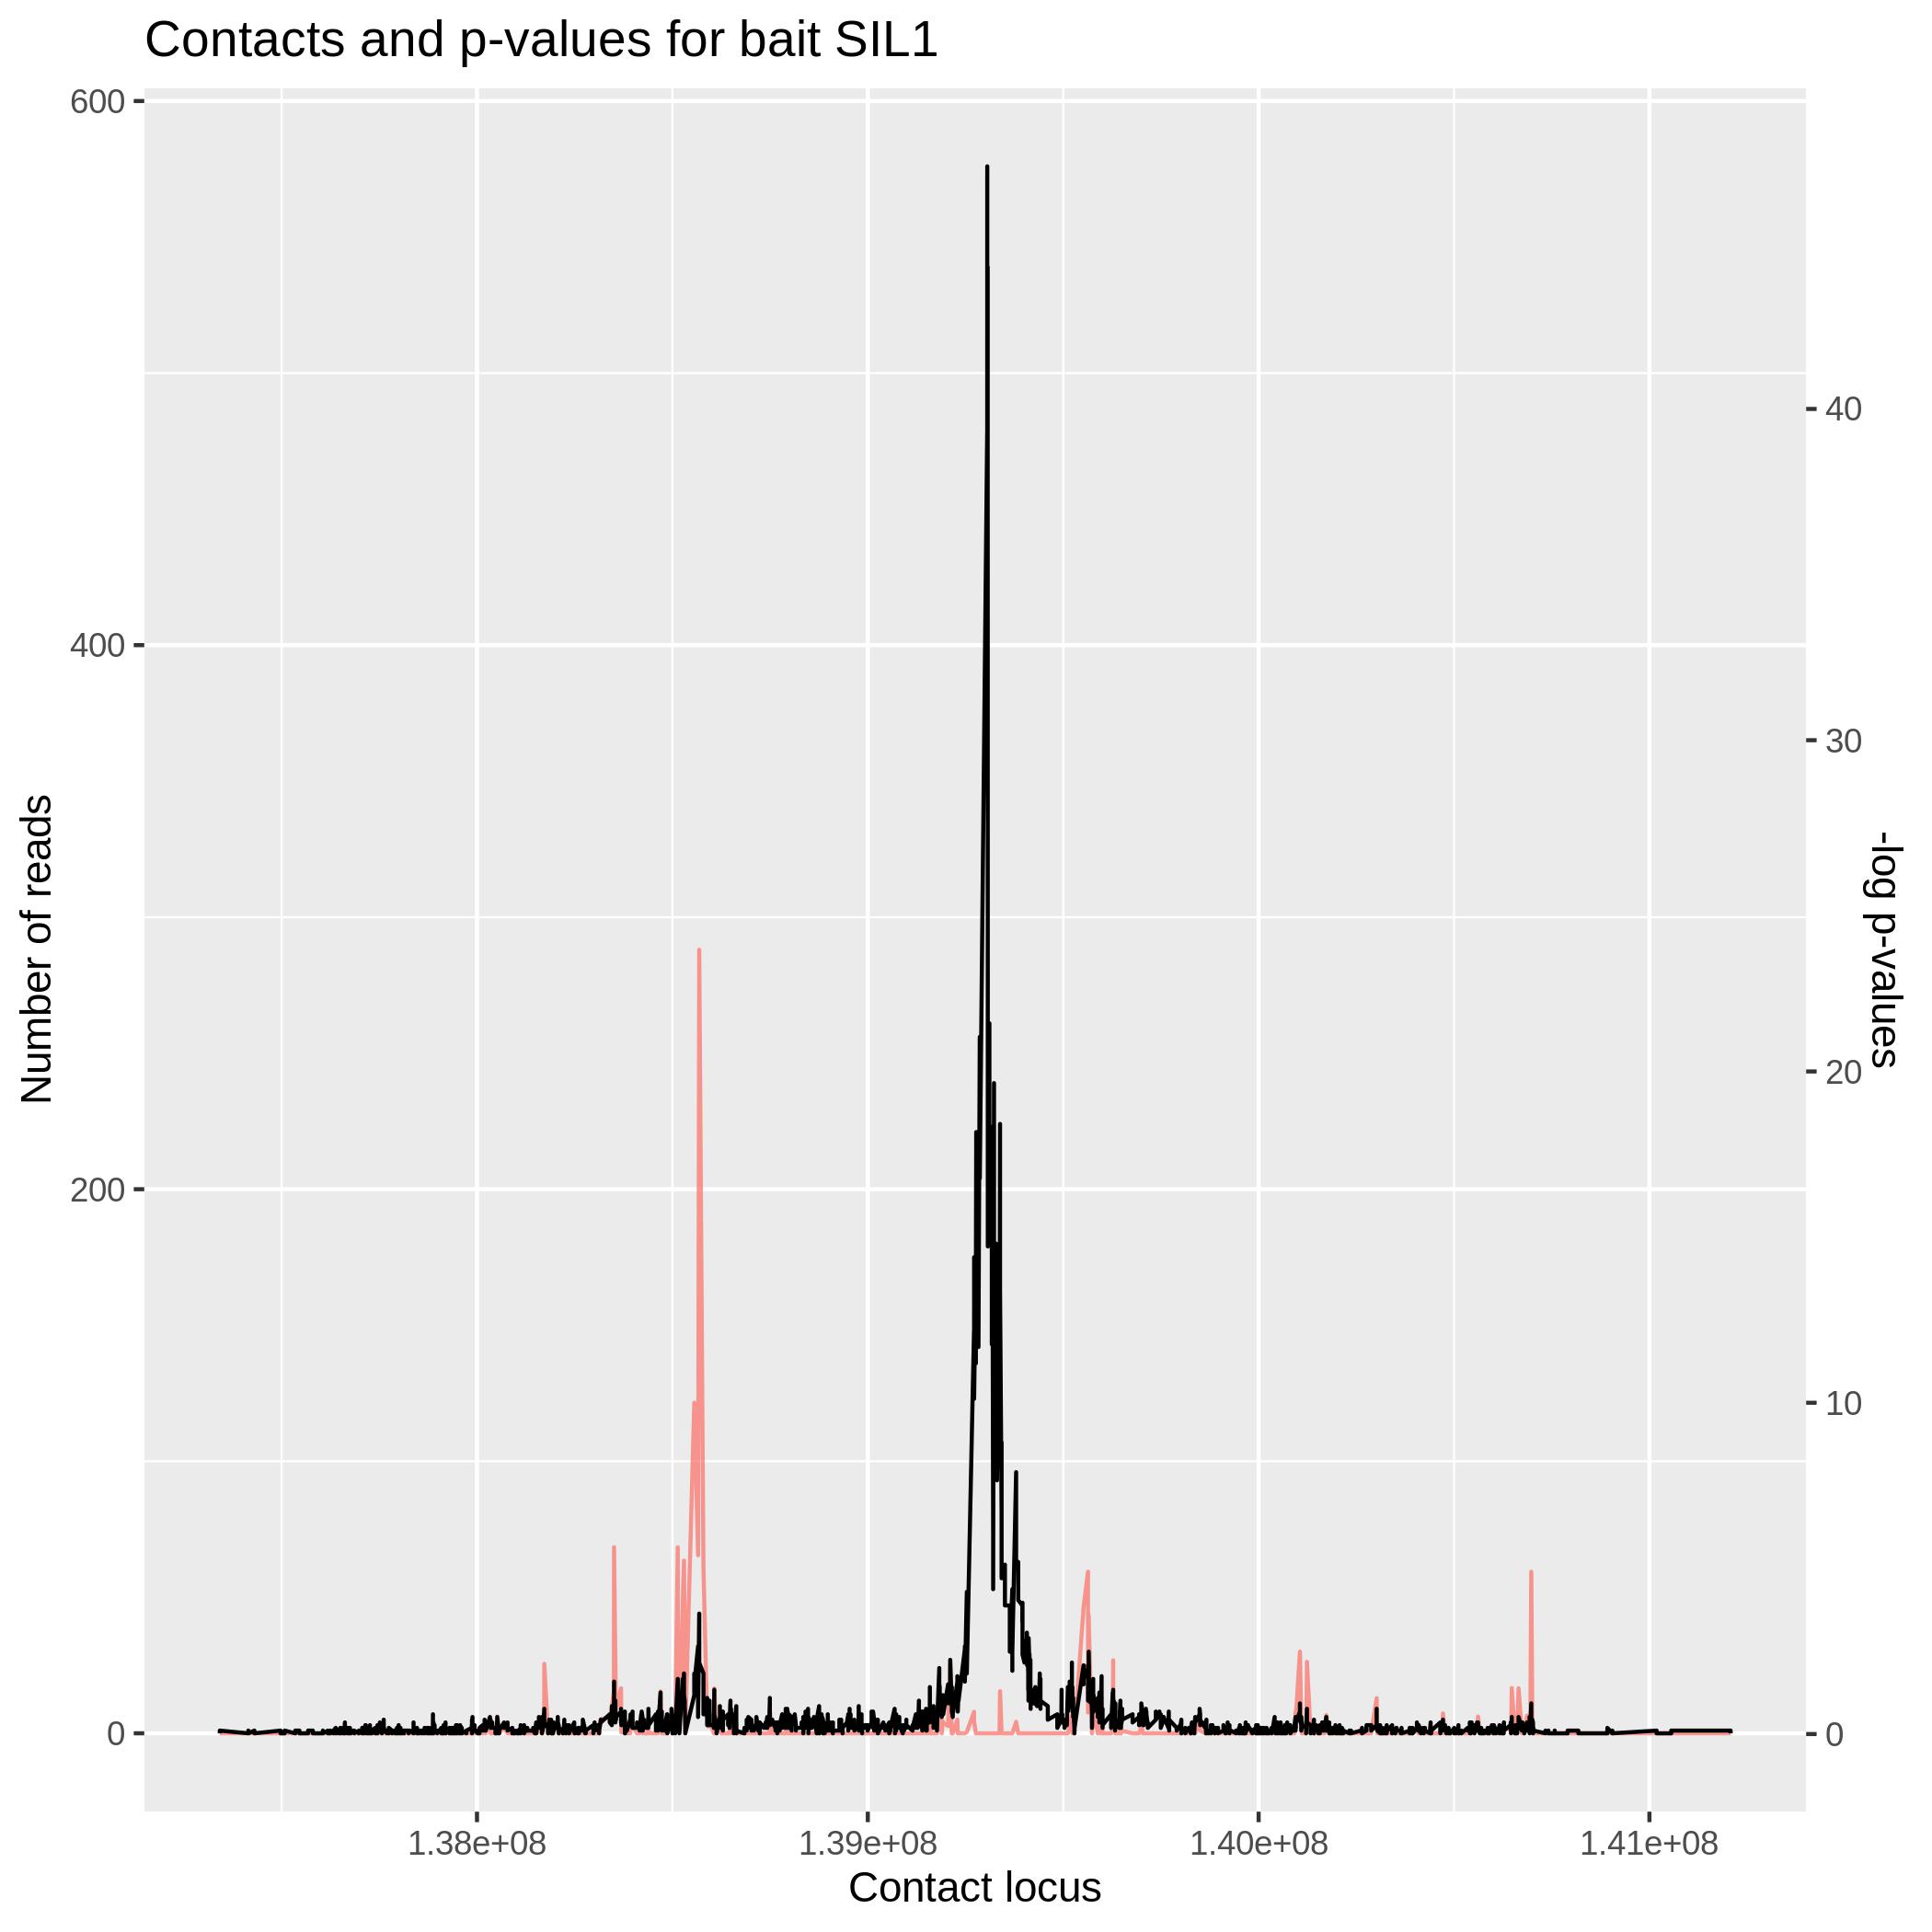 Contacts and p-values for bait SIL1
600
400
200
0
Number of reads
40
30
20
10
0
-log p-values
1.38e+08
1.39e+08
1.40e+08
1.41e+08
Contact locus